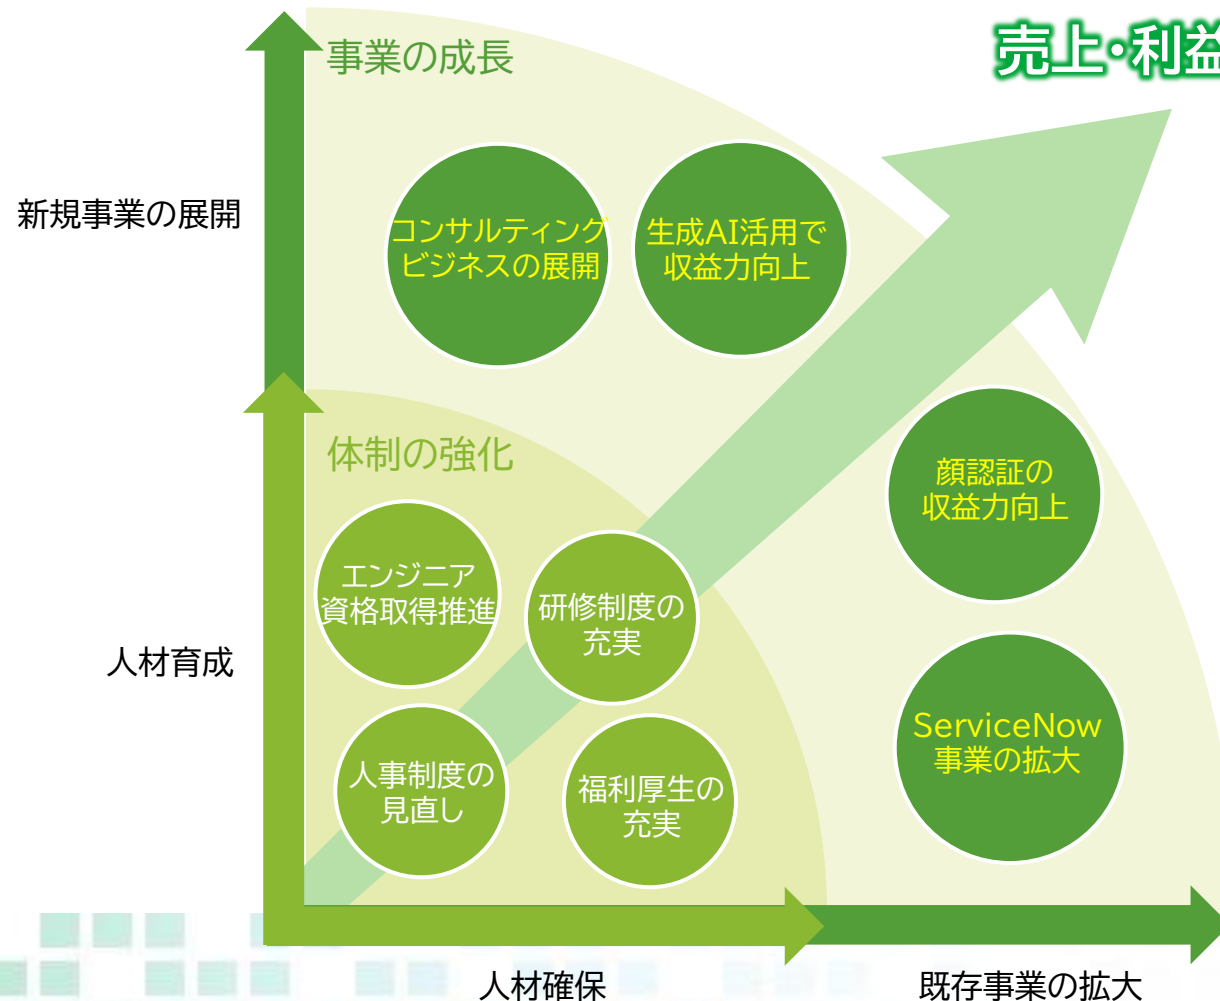 売上・利益
事業の成長
新規事業の展開
コンサルティング
ビジネスの展開
生成AI活用で
収益力向上
体制の強化
顔認証の
収益力向上
エンジニア
資格取得推進
研修制度の
充実
人材育成
ServiceNow
事業の拡大
人事制度の
見直し
福利厚生の
充実
人材確保
既存事業の拡大